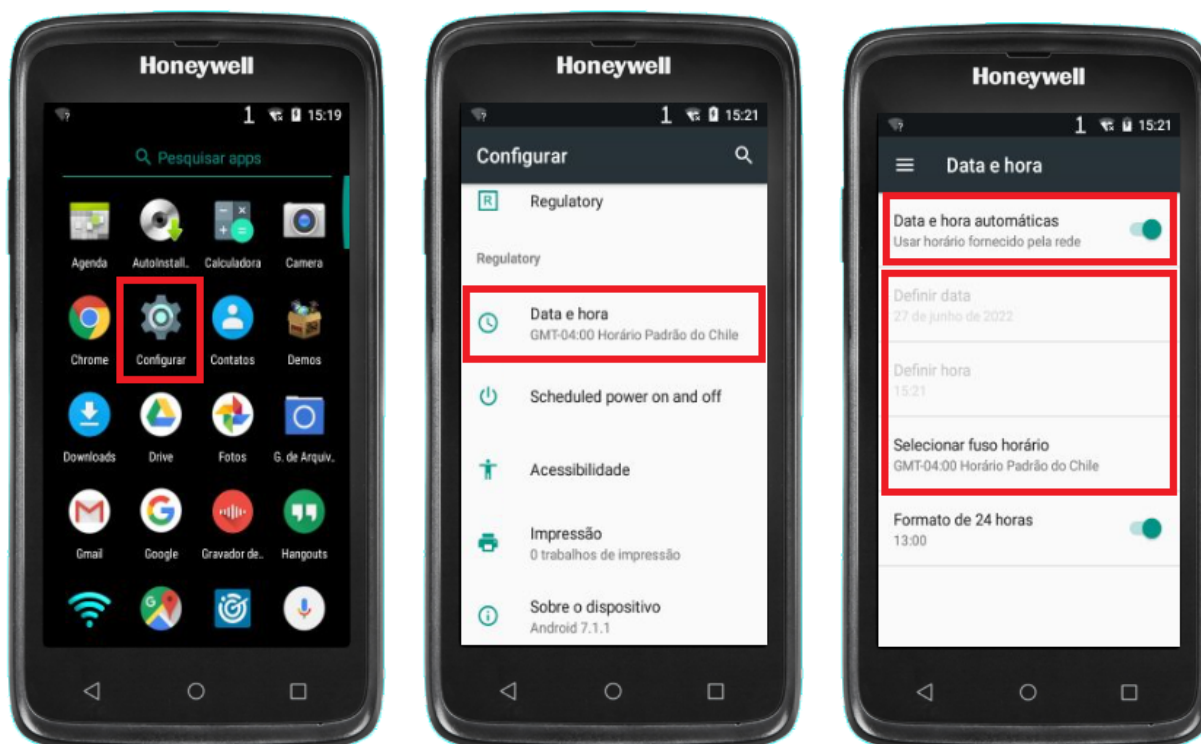 Honeywell
1 15:19
Pesquisar apps
Agenda AutoInstall.. Calculadora Camera
Chrome Configurar Contatos Demos
Downloads Drive Fotos G. de Arquiv..
Gmail Google Gravador de.. Hangouts
Honeywell
1 15:21
Configurar
R Regulatory
Regulatory
Data e hora
GMT-04:00 Horário Padrão do Chile
Scheduled power on and off
Acessibilidade
Impressão
0 trabalhos de impressão
Sobre o dispositivo
Android 7.1.1
Honeywell
1 15:21
Data e hora
Data e hora automáticas
Usar horário fornecido pela rede
Definir data
27 de junho de 2022
Definir hora
15:21
Selecionar fuso horário
GMT-04:00 Horário Padrão do Chile
Formato de 24 horas
13:00